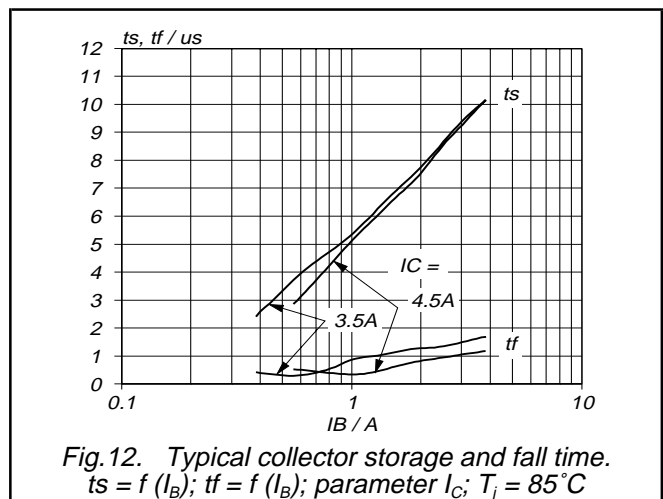 ts, tf / us
12
11
10
9
8
7
6
5
4
3
2
1
0
ts
IC =
4.5A
3.5A
tf
0.1
1
10
IB / A
Fig.12. Typical collector storage and fall time.
ts = f (IB); tf = f (IB); parameter IC; Tj = 85˚C